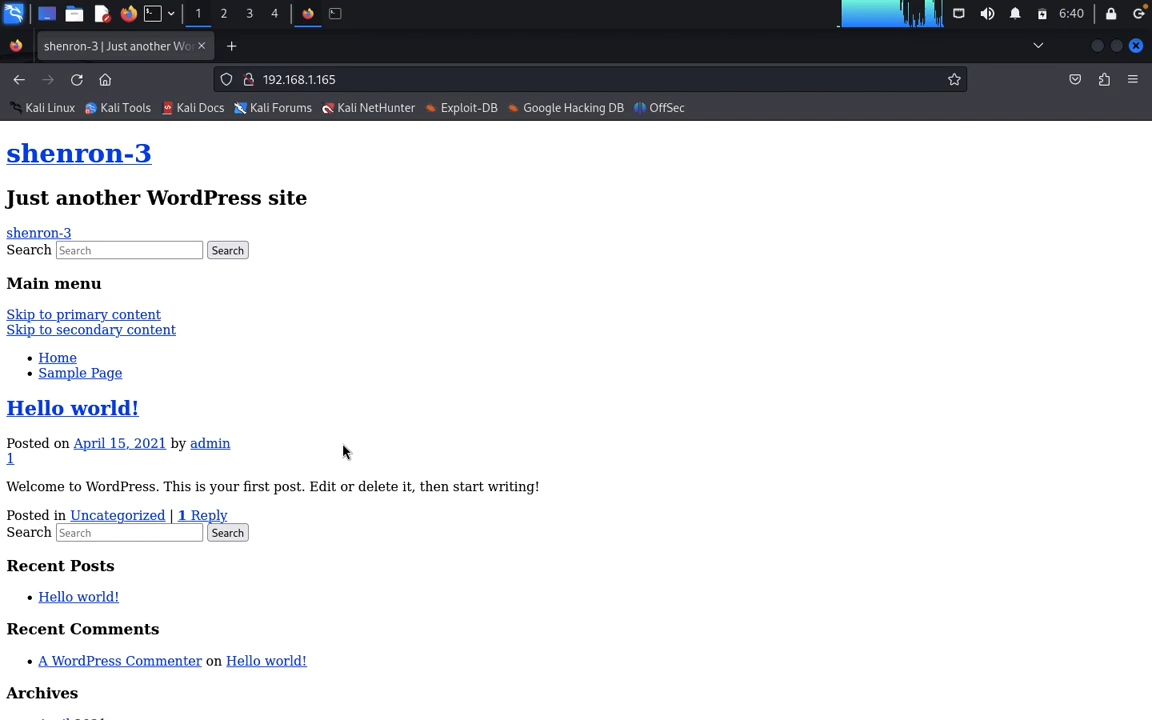 1 2 3 4 6:40
shenron-3 | Just another Wo
192.168.1.165
Kali Linux Kali Tools Kali Docs Kali Forums Kali NetHunter Exploit-DB Google Hacking DB OffSec
shenron-3
Just another WordPress site
shenron-3
Search Search Search
Main menu
Skip to primary content
Skip to secondary content
Home
Sample Page
Hello world!
Posted on April 15, 2021 by admin
1
Welcome to WordPress. This is your first post. Edit or delete it, then start writing!
Posted in Uncategorized | 1 Reply
Search Search Search
Recent Posts
Hello world!
Recent Comments
A WordPress Commenter on Hello world!
Archives